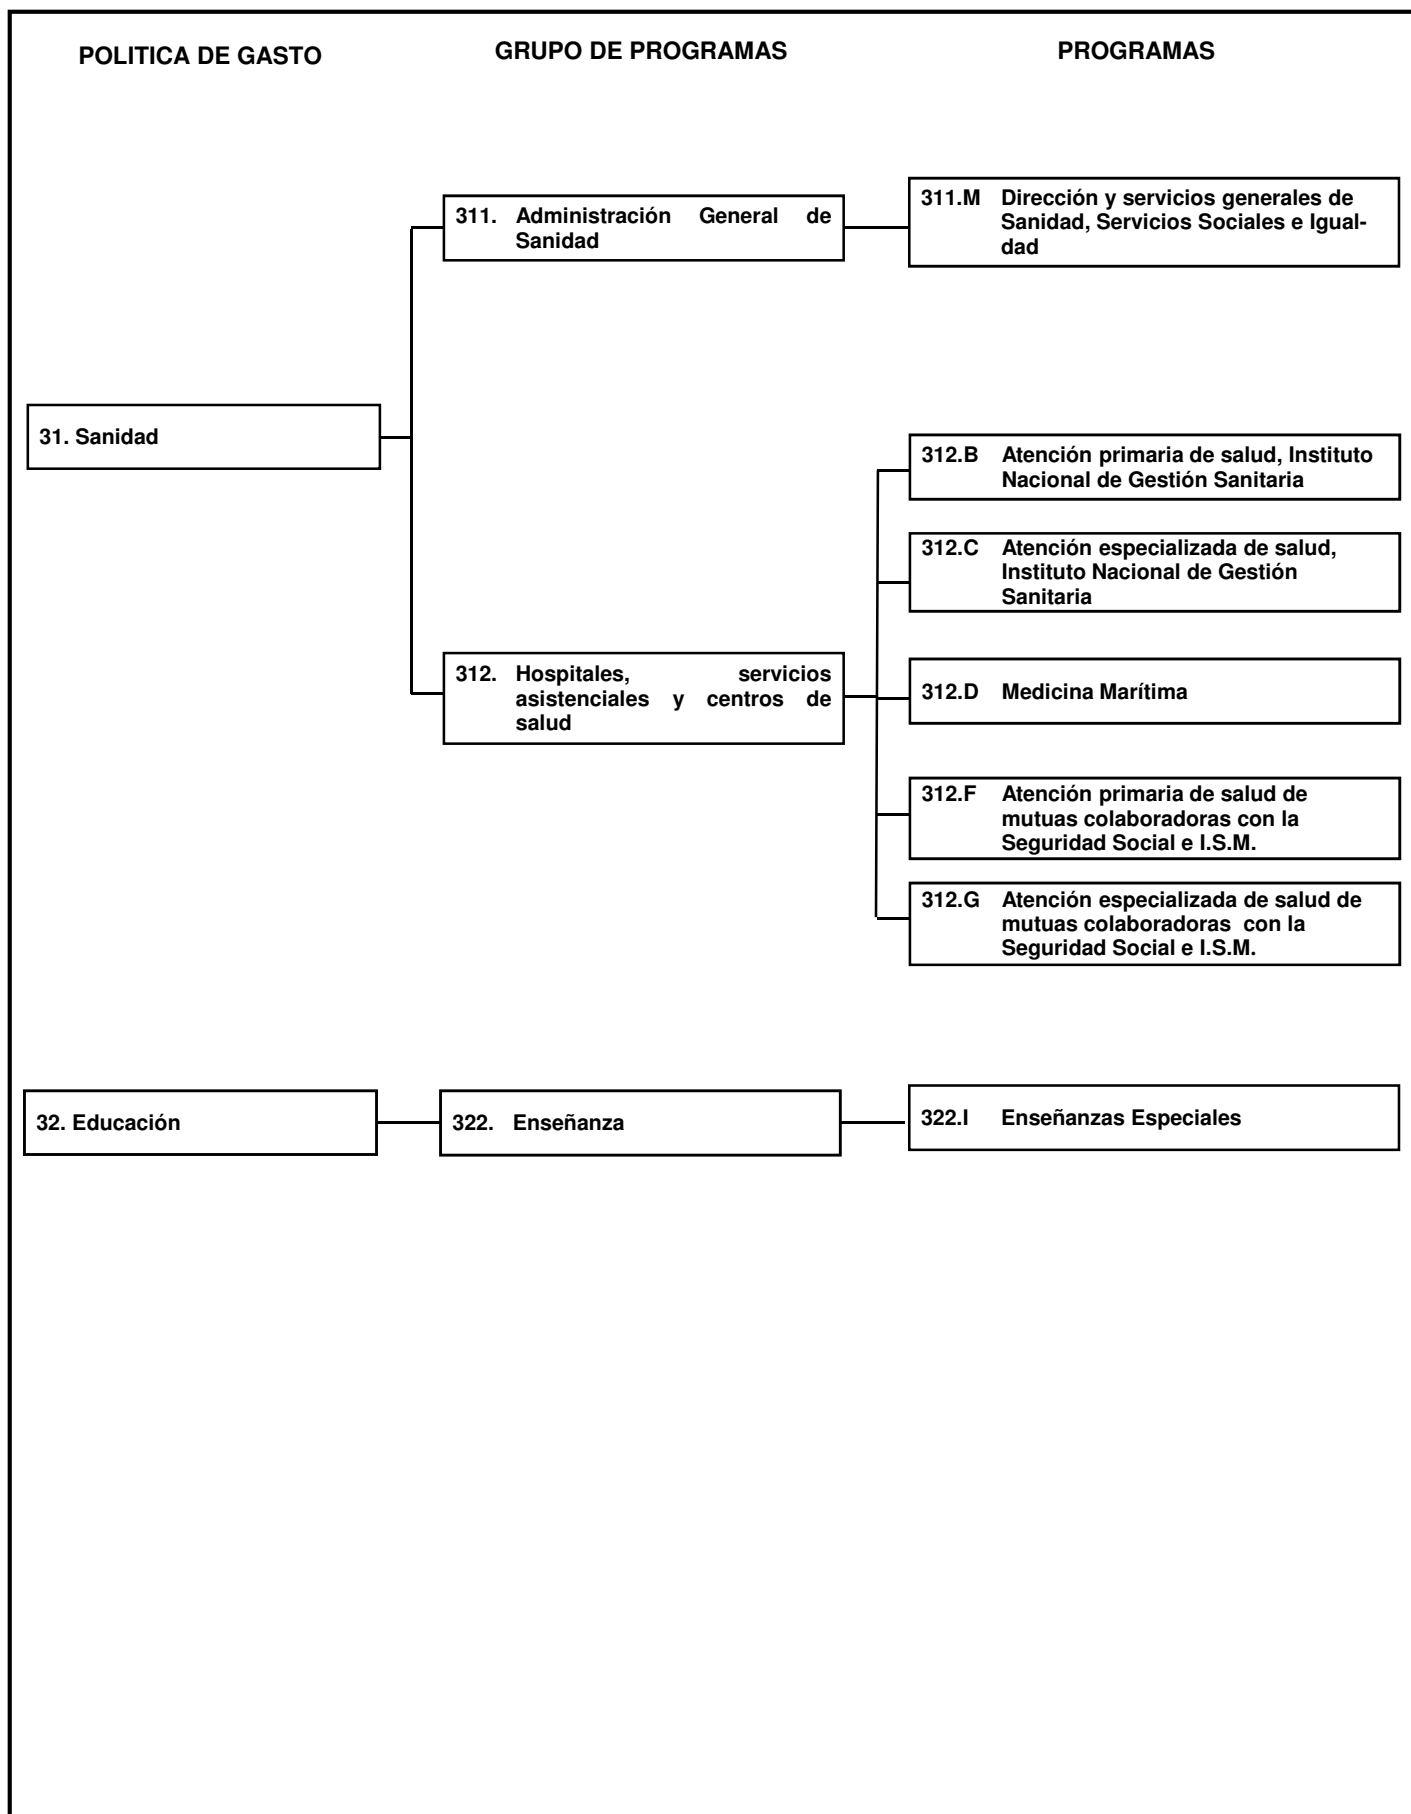 POLITICA DE GASTO
GRUPO DE PROGRAMAS
PROGRAMAS
311. Administración General de
Sanidad
311.M Dirección y servicios generales de
Sanidad, Servicios Sociales e Igual-
dad
31. Sanidad
312.B Atención primaria de salud, Instituto
Nacional de Gestión Sanitaria
312.C Atención especializada de salud,
Instituto Nacional de Gestión
Sanitaria
312. Hospitales, servicios
asistenciales y centros de
salud
312.D Medicina Marítima
312.F Atención primaria de salud de
mutuas colaboradoras con la
Seguridad Social e I.S.M.
312.G Atención especializada de salud de
mutuas colaboradoras con la
Seguridad Social e I.S.M.
32. Educación
322. Enseñanza
322.I Enseñanzas Especiales